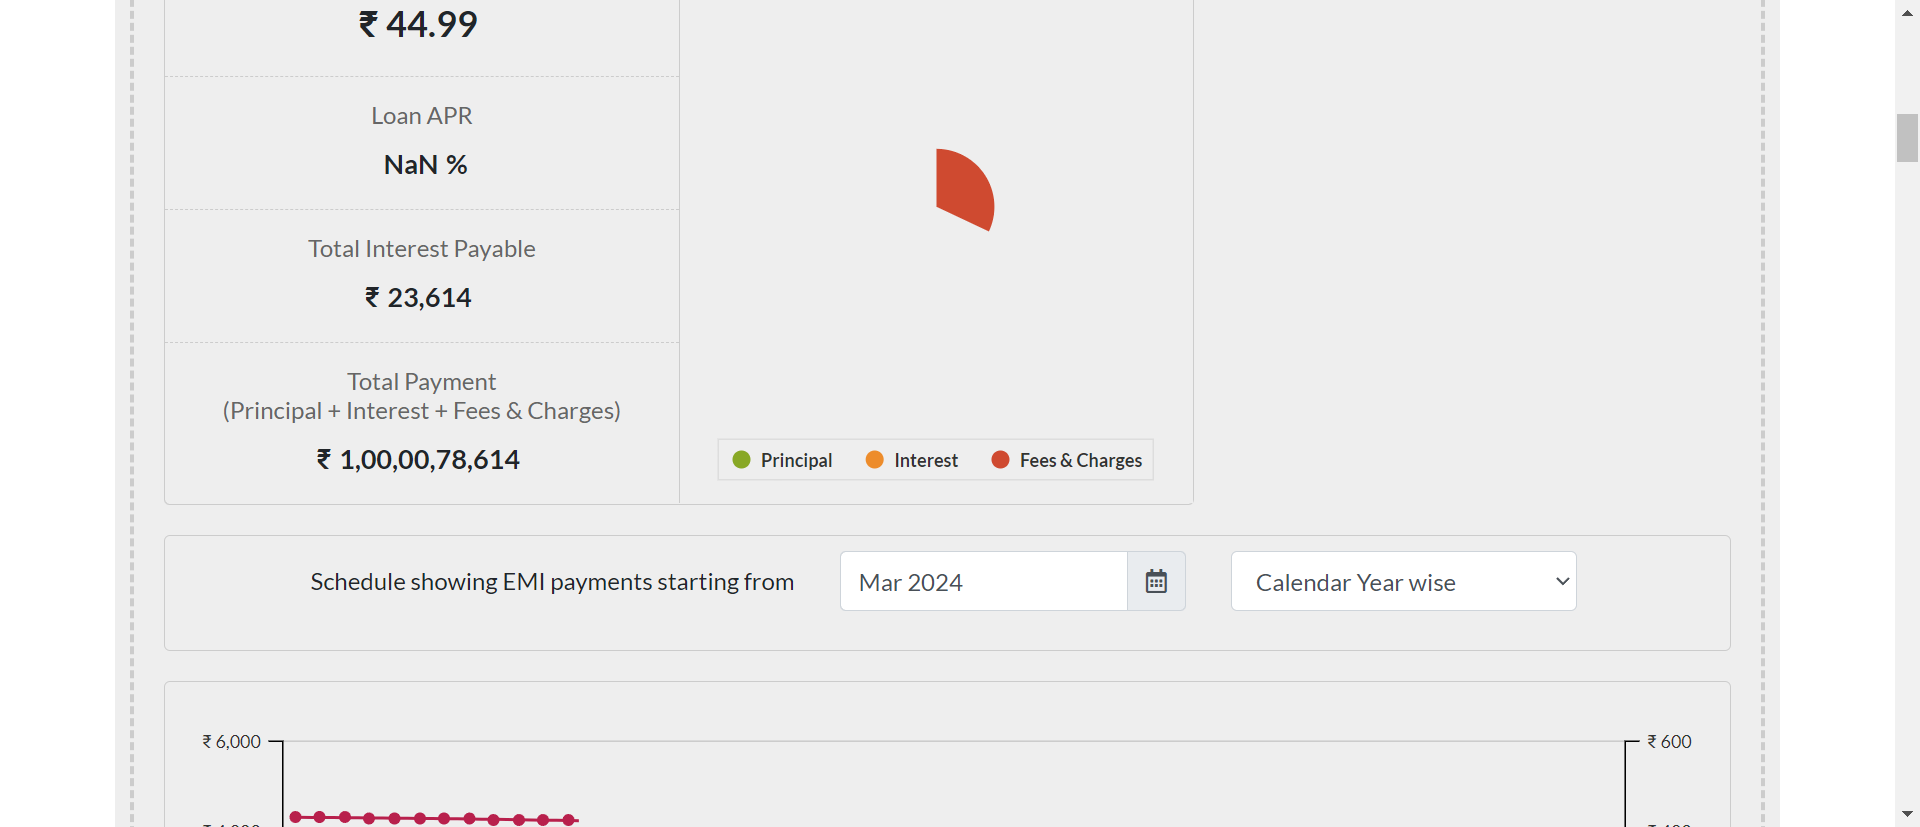 ₹ 44.99
Loan APR
NaN %
Total Interest Payable
₹ 23,614
Total Payment
(Principal + Interest + Fees & Charges)
₹ 1,00,00,78,614
Principal Interest Fees & Charges
Schedule showing EMI payments starting from Mar 2024 Calendar Year wise
₹ 6,000 ₹ 600